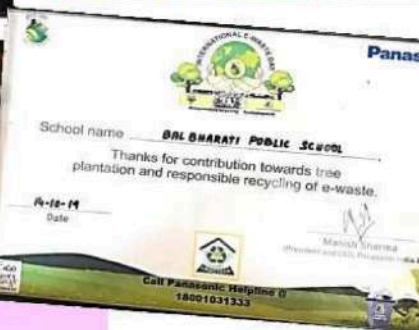 Panas
INTERNATIONAL E-WASTE DAY
School name BAL BHARATI PUBLIC SCHOOL
Thanks for contribution towards tree
plantation and responsible recycling of e-waste.
14-10-19
Date
Manish Sharma
Call Panasonic Helpline @
18001031333